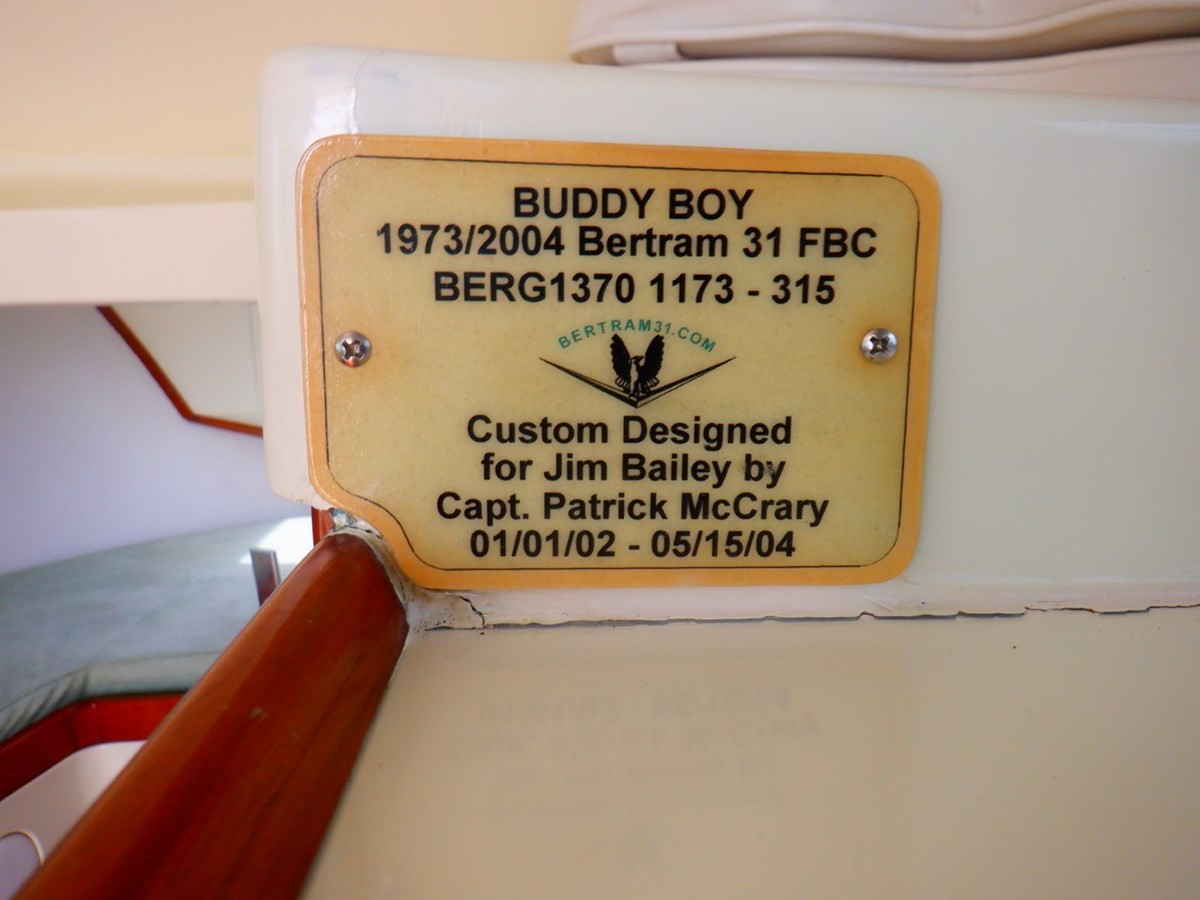 BUDDY BOY
1973/2004 Bertram 31 FBC
BERG1370 1173 - 315
BERTRAM31.COM
Custom Designed
for Jim Bailey by
Capt. Patrick McCrary
01/01/02 - 05/15/04